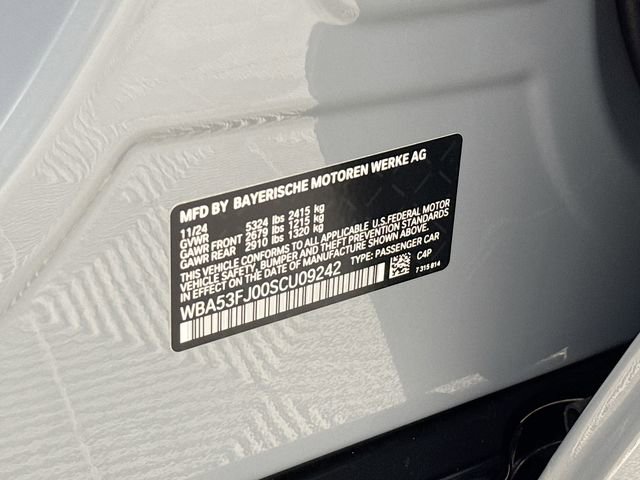 MFD BY BAYERISCHE MOTOREN WERKE AG
11/24
GVWR 5324 lbs 2415 kg
GAWR FRONT 2679 lbs 1215 kg
GAWR REAR 2910 lbs 1320 kg
THIS VEHICLE CONFORMS TO ALL APPLICABLE U.S.FEDERAL MOTOR
VEHICLE SAFETY, BUMPER AND THEFT PREVENTION STANDARDS
IN EFFECT ON THE DATE OF MANUFACTURE SHOWN ABOVE.
WBA53FJ00SCU09242 TYPE: PASSENGER CAR
C4P
7 315 814